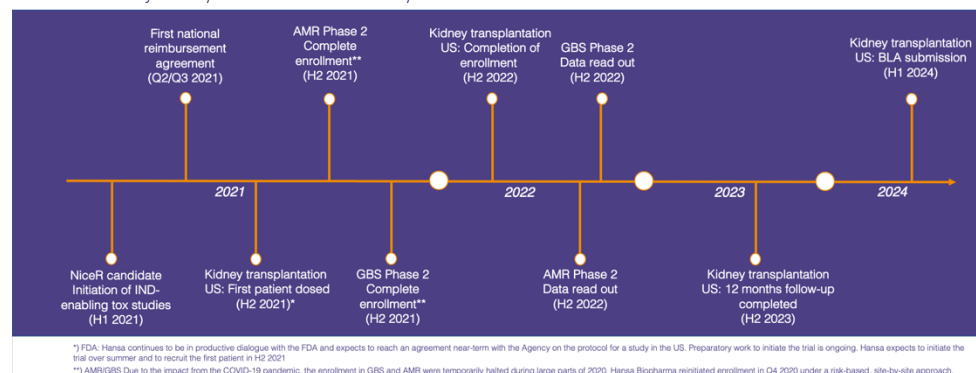 First national
reimbursement
agreement
(Q2/Q3 2021)
AMR Phase 2
Complete
enrollment**
(H2 2021)
Kidney transplantation
US: Completion of
enrollment
(H2 2022)
GBS Phase 2
Data read out
(H2 2022)
Kidney transplantation
US: BLA submission
(H1 2024)
2021
2022
2023
2024
NiceR candidate
Initiation of IND-
enabling tox studies
(H1 2021)
Kidney transplantation
US: First patient dosed
(H2 2021)*
GBS Phase 2
Complete
enrollment**
(H2 2021)
AMR Phase 2
Data read out
(H2 2022)
Kidney transplantation
US: 12 months follow-up
completed
(H2 2023)
*) FDA: Hansa continues to be in productive dialogue with the FDA and expects to reach an agreement near-term with the Agency on the protocol for a study in the US. Preparatory work to initiate the trial is ongoing. Hansa expects to initiate the
trial over summer and to recruit the first patient in H2 2021
**) AMR/GBS Due to the impact from the COVID-19 pandemic, the enrollment in GBS and AMR were temporarily halted during large parts of 2020. Hansa Biopharma reinitiated enrollment in Q4 2020 under a risk-based, site-by-site approach.